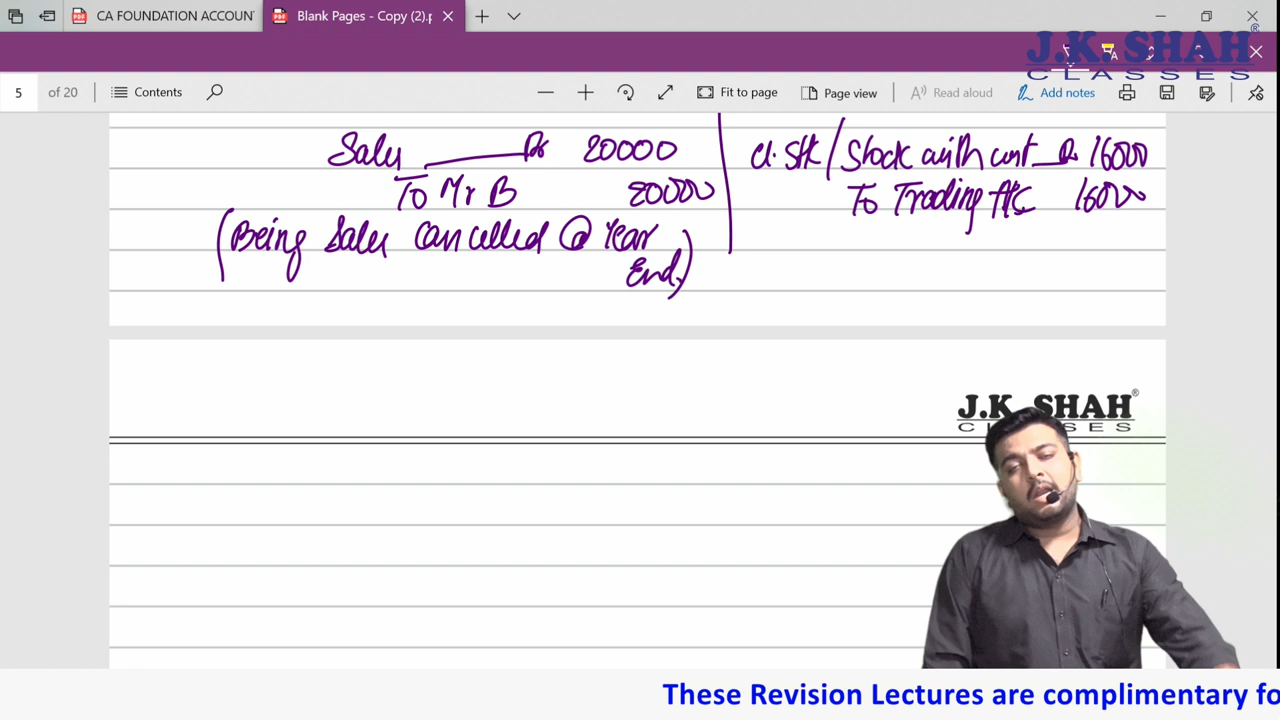 CA FOUNDATION ACCOUN
Blank Pages - Copy (2).p
J.K. SHAH®
CLASSES
5 of 20
Contents
Fit to page
Page view
Read aloud
Add notes
Sales Dr 20000
To Mr B 20000
(Being Sales Cancelled @ Year
End)
Cl. Stk / Stock with cust Dr 16000
To Trading A/c 16000
J.K. SHAH®
CLASSES
These Revision Lectures are complimentary fo